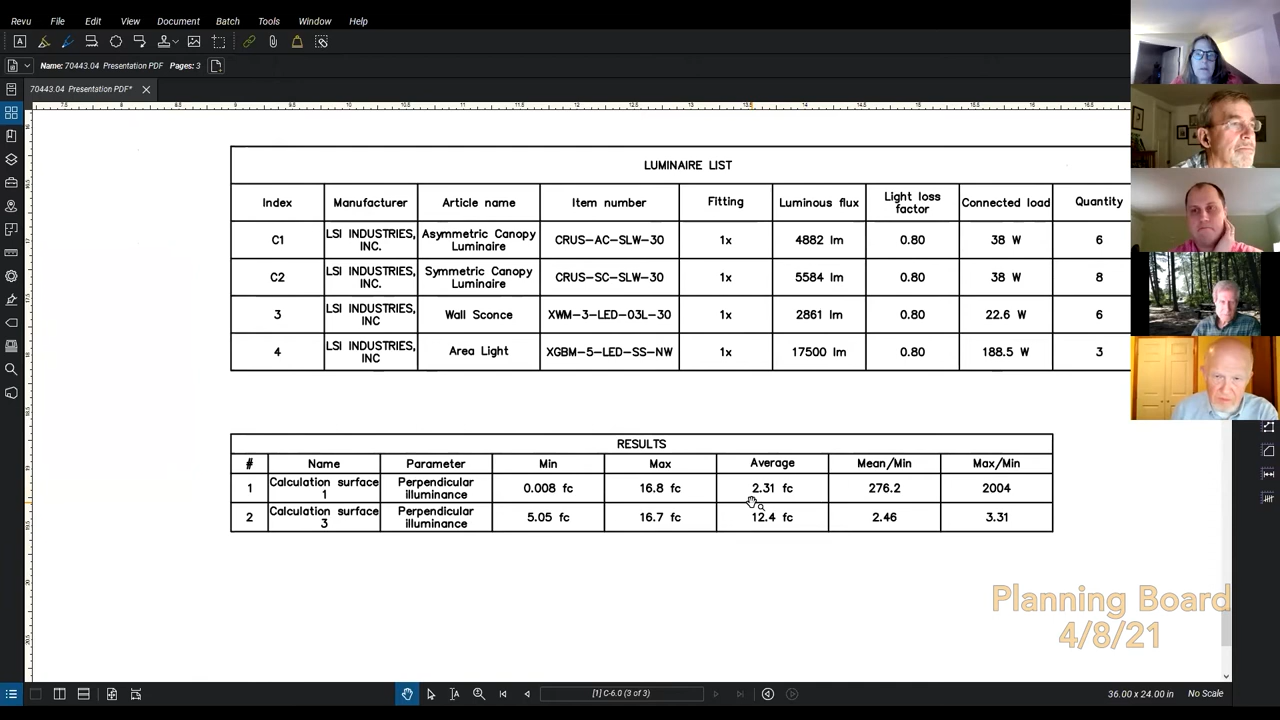 Revu File Edit View Document Batch Tools Window Help
Name: 70443.04 Presentation PDF Pages: 3
70443.04 Presentation PDF*
LUMINAIRE LIST
Index Manufacturer Article name Item number Fitting Luminous flux Light loss factor Connected load Quantity
C1 LSI INDUSTRIES, INC. Asymmetric Canopy Luminaire CRUS-AC-SLW-30 1x 4882 lm 0.80 38 W 6
C2 LSI INDUSTRIES, INC. Symmetric Canopy Luminaire CRUS-SC-SLW-30 1x 5584 lm 0.80 38 W 8
3 LSI INDUSTRIES, INC Wall Sconce XWM-3-LED-03L-30 1x 2861 lm 0.80 22.6 W 6
4 LSI INDUSTRIES, INC Area Light XGBM-5-LED-SS-NW 1x 17500 lm 0.80 188.5 W 3
RESULTS
# Name Parameter Min Max Average Mean/Min Max/Min
1 Calculation surface 1 Perpendicular illuminance 0.008 fc 16.8 fc 2.31 fc 276.2 2004
2 Calculation surface 3 Perpendicular illuminance 5.05 fc 16.7 fc 12.4 fc 2.46 3.31
Planning Board
4/8/21
[1] C-6.0 (3 of 3) 36.00 x 24.00 in No Scale